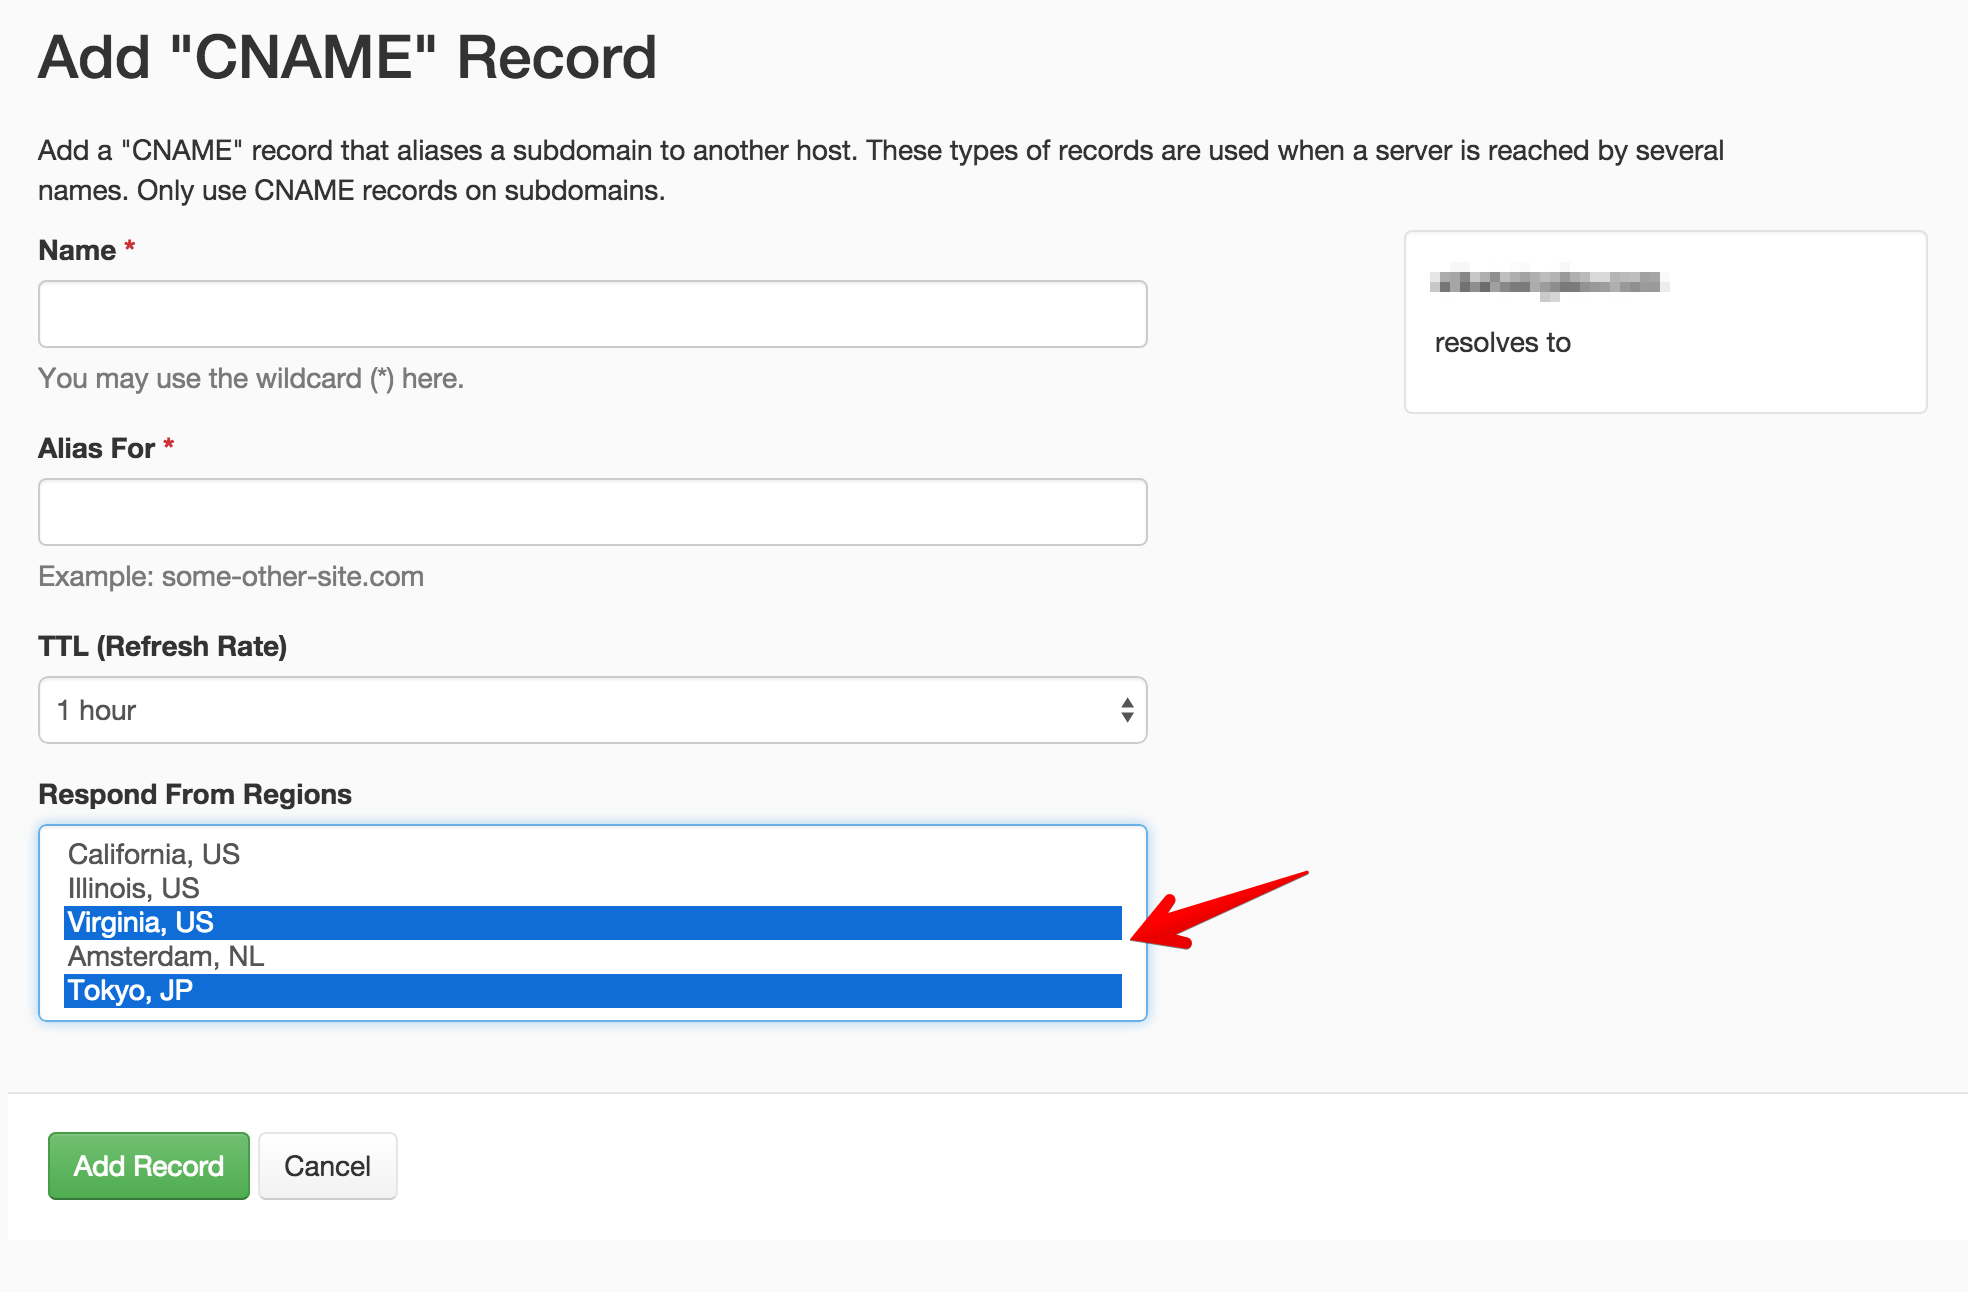 Add "CNAME" Record
Add a "CNAME" record that aliases a subdomain to another host. These types of records are used when a server is reached by several
names. Only use CNAME records on subdomains.
Name *
You may use the wildcard (*) here.
Alias For *
Example: some-other-site.com
TTL (Refresh Rate)
1 hour
Respond From Regions
California, US
Illinois, US
Virginia, US
Amsterdam, NL
Tokyo, JP
Add Record
Cancel
resolves to